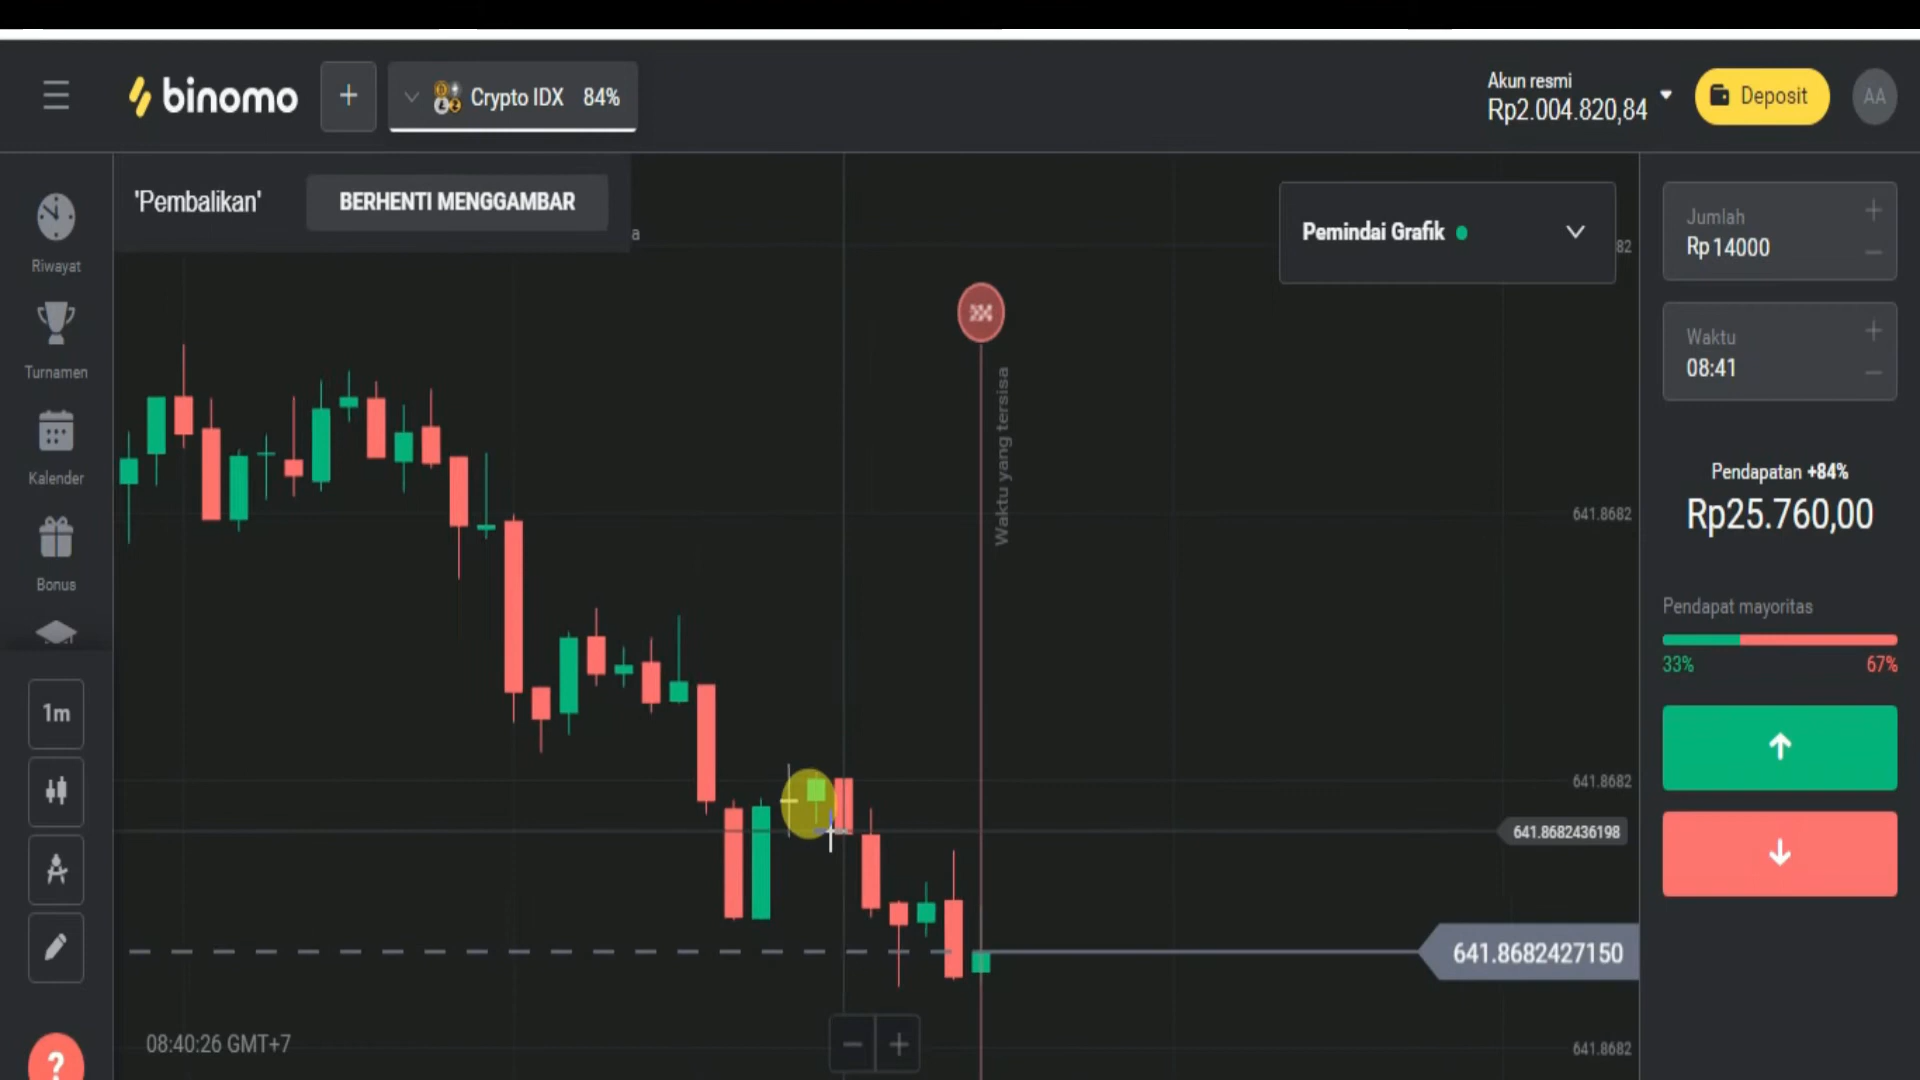 binomo
+
Crypto IDX 84%
Akun resmi
Rp2.004.820,84
Deposit
AA
'Pembalikan'
BERHENTI MENGGAMBAR
a
Pemindai Grafik
82
Riwayat
Turnamen
Kalender
Bonus
1m
?
Waktu yang tersisa
641.8682
641.8682
641.8682436198
641.8682427150
641.8682
08:40:26 GMT+7
− +
Jumlah
Rp14000
+
−
Waktu
08:41
+
−
Pendapatan +84%
Rp25.760,00
Pendapat mayoritas
33% 67%